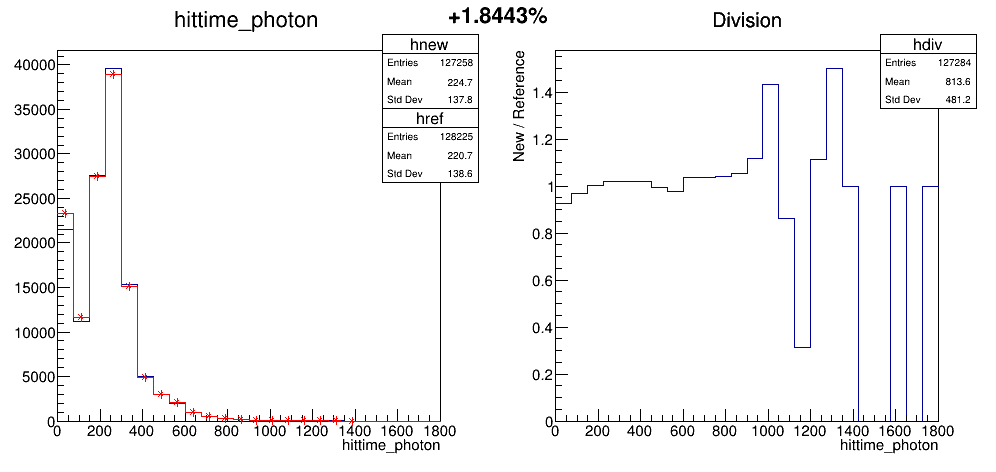 hittime_photon
+1.8443%
Division
hnew
Entries 127258
Mean 224.7
Std Dev 137.8
href
Entries 128225
Mean 220.7
Std Dev 138.6
40000
35000
30000
25000
20000
15000
10000
5000
0
0 200 400 600 800 1000 1200 1400 1600 1800
hittime_photon
hdiv
Entries 127284
Mean 813.6
Std Dev 481.2
New / Reference
1.4
1.2
1
0.8
0.6
0.4
0.2
0
0 200 400 600 800 1000 1200 1400 1600 1800
hittime_photon